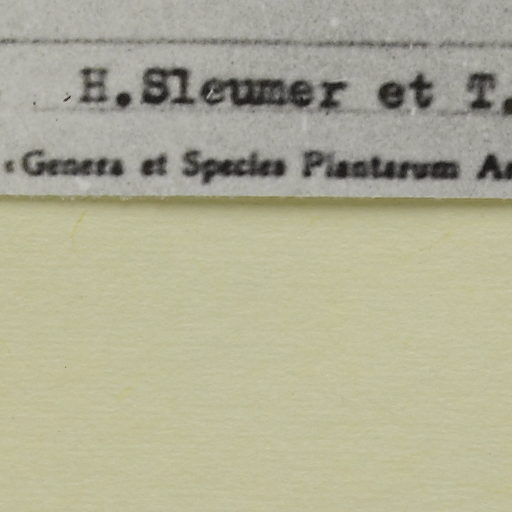 H.Sleumer et T.
«Genera et Species Plantarum